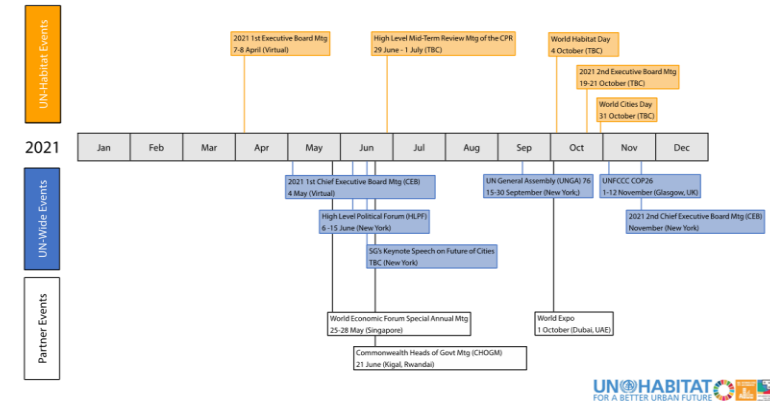 UN-Habitat Events
2021 1st Executive Board Mtg
7-8 April (Virtual)
High Level Mid-Term Review Mtg of the CPR
29 June - 1 July (TBC)
World Habitat Day
4 October (TBC)
2021 2nd Executive Board Mtg
19-21 October (TBC)
World Cities Day
31 October (TBC)
2021
Jan
Feb
Mar
Apr
May
Jun
Jul
Aug
Sep
Oct
Nov
Dec
UN-Wide Events
2021 1st Chief Executive Board Mtg (CEB)
4 May (Virtual)
High Level Political Forum (HLPF)
6 -15 June (New York)
SG's Keynote Speech on Future of Cities
TBC (New York)
UN General Assembly (UNGA) 76
15-30 September (New York;)
UNFCCC COP26
1-12 November (Glasgow, UK)
2021 2nd Chief Executive Board Mtg (CEB)
November (New York)
Partner Events
World Economic Forum Special Annual Mtg
25-28 May (Singapore)
Commonwealth Heads of Govt Mtg (CHOGM)
21 June (Kigal, Rwandai)
World Expo
1 October (Dubai, UAE)
UN HABITAT
FOR A BETTER URBAN FUTURE